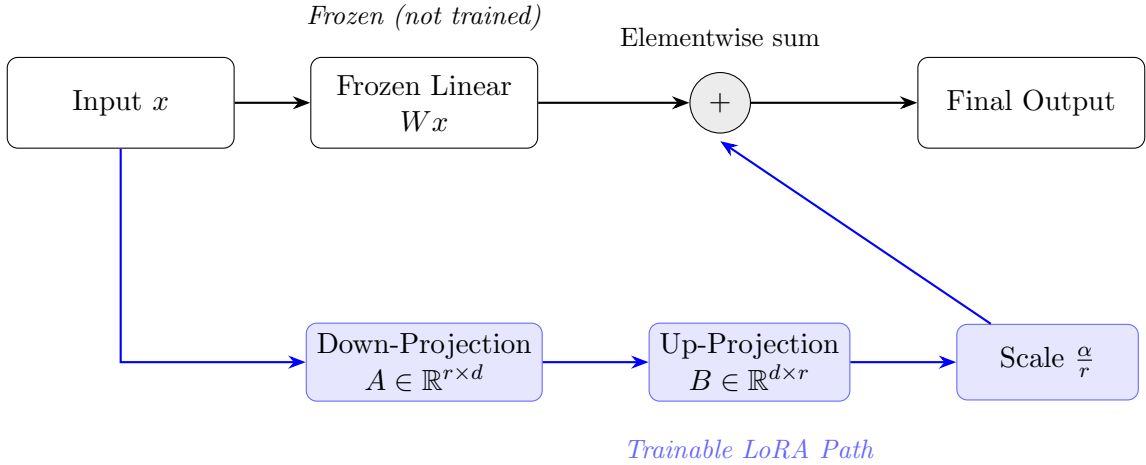 Frozen (not trained)
Elementwise sum
Input x
Frozen Linear
Wx
+
Final Output
Down-Projection
A ∈ ℝ^{r×d}
Up-Projection
B ∈ ℝ^{d×r}
Scale α/r
Trainable LoRA Path